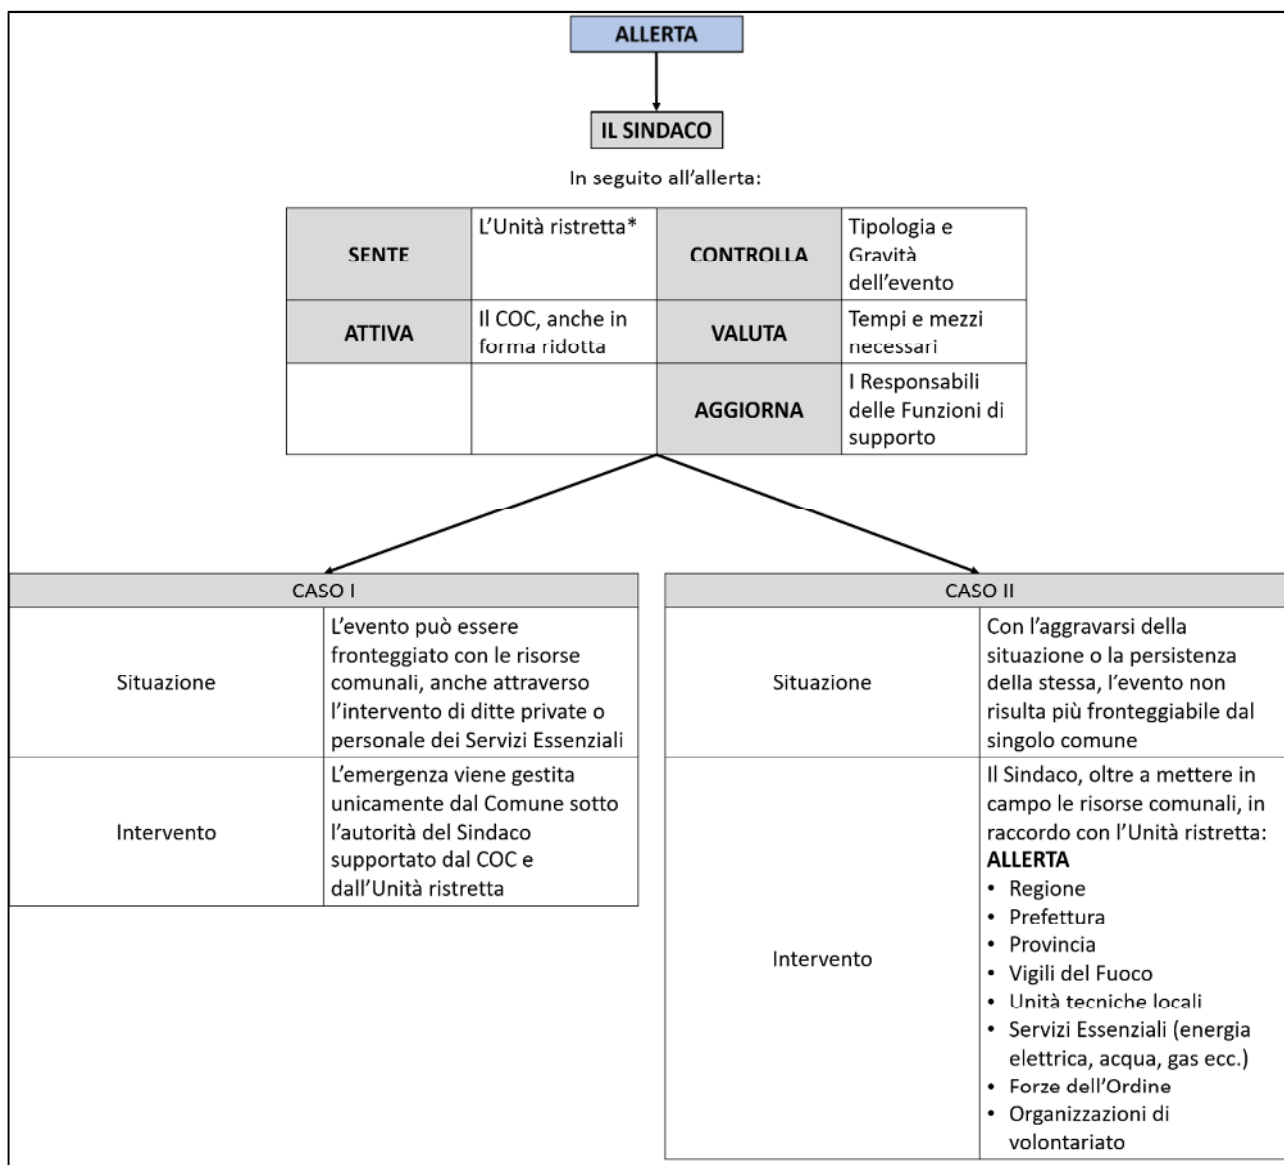 ALLERTA
IL SINDACO
In seguito all'allerta:
SENTE
L'Unità ristretta*
CONTROLLA
Tipologia e
Gravità
dell'evento
ATTIVA
Il COC, anche in
forma ridotta
VALUTA
Tempi e mezzi
necessari
AGGIORNA
I Responsabili
delle Funzioni di
supporto
CASO I
Situazione
L'evento può essere
fronteggiato con le risorse
comunali, anche attraverso
l'intervento di ditte private o
personale dei Servizi Essenziali
Intervento
L'emergenza viene gestita
unicamente dal Comune sotto
l'autorità del Sindaco
supportato dal COC e
dall'Unità ristretta
CASO II
Situazione
Con l'aggravarsi della
situazione o la persistenza
della stessa, l'evento non
risulta più fronteggiabile dal
singolo comune
Intervento
Il Sindaco, oltre a mettere in
campo le risorse comunali, in
raccordo con l'Unità ristretta:
ALLERTA
• Regione
• Prefettura
• Provincia
• Vigili del Fuoco
• Unità tecniche locali
• Servizi Essenziali (energia
elettrica, acqua, gas ecc.)
• Forze dell'Ordine
• Organizzazioni di
volontariato